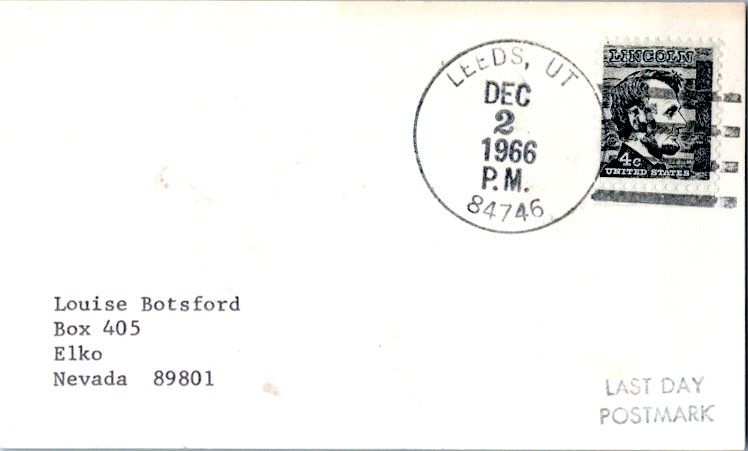 LEEDS, UT
DEC
2
1966
P.M.
84746
LINCOLN
4c
UNITED STATES
Louise Botsford
Box 405
Elko
Nevada 89801
LAST DAY
POSTMARK